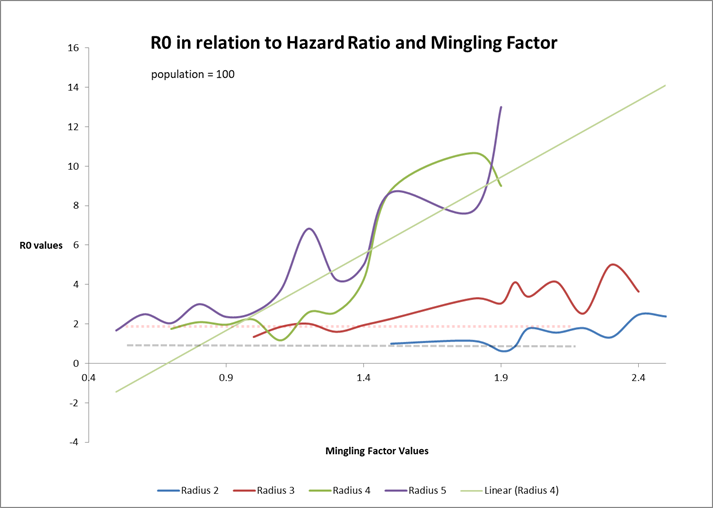 R0 in relation to Hazard Ratio and Mingling Factor
population = 100
16
14
12
10
8
R0 values
6
4
2
0
-2
-4
0.4 0.9 1.4 1.9 2.4
Mingling Factor Values
Radius 2 Radius 3 Radius 4 Radius 5 Linear (Radius 4)